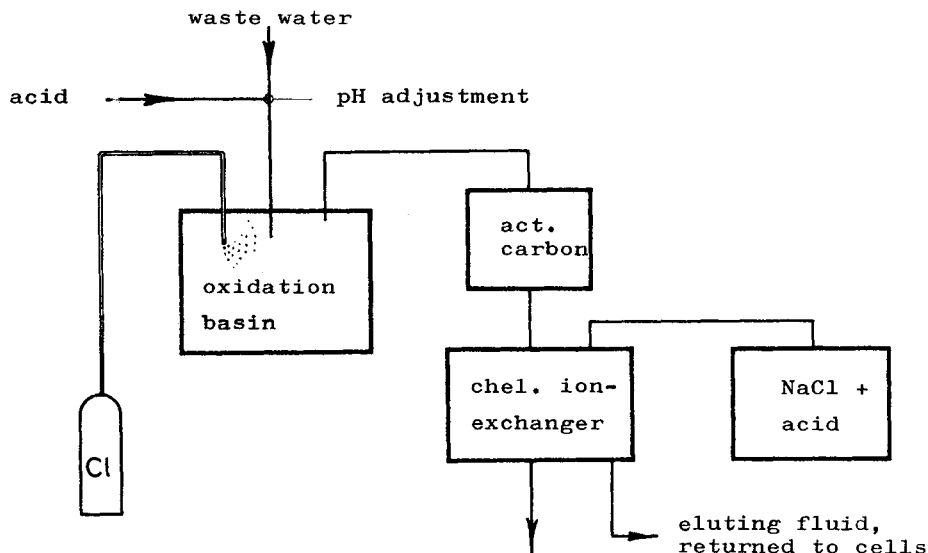 waste water
acid
pH adjustment
act.
carbon
oxidation
basin
chel. ion-
exchanger
NaCl +
acid
Cl
eluting fluid,
returned to cells